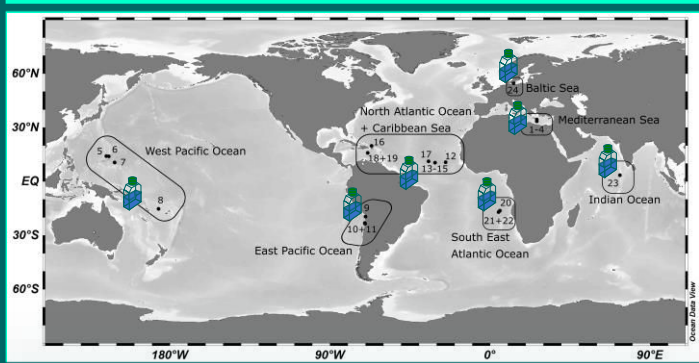 60°N
30°N
EQ
30°S
60°S
24
Baltic Sea
North Atlantic Ocean
+ Caribbean Sea
1-4
Mediterranean Sea
16
17
12
18+19
13-15
5
6
7
West Pacific Ocean
8
23
Indian Ocean
9
10+11
East Pacific Ocean
20
21+22
South East
Atlantic Ocean
180°W
90°W
0°
90°E
Ocean Data View